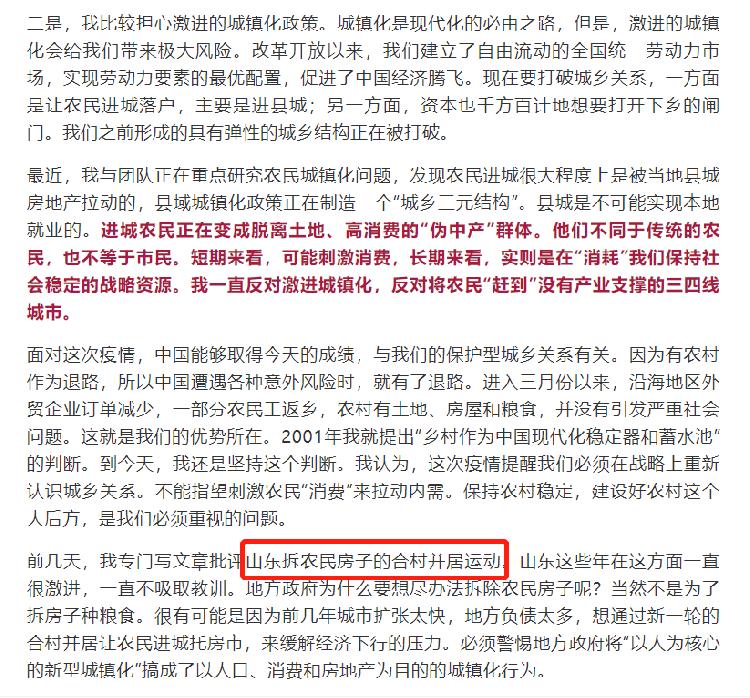 二是，我比较担心激进的城镇化政策。城镇化是现代化的必由之路，但是，激进的城镇
化会给我们带来极大风险。改革开放以来，我们建立了自由流动的全国统 劳动力市
场，实现劳动力要素的最优配置，促进了中国经济腾飞。现在要打破城乡关系，一方面
是让农民进城落户，主要是进县城；另一方面，资本也千方百计地想要打开下乡的闸
门。我们之前形成的具有弹性的城乡结构正在被打破。
最近，我与团队正在重点研究农民城镇化问题，发现农民进城很大程度上是被当地县城
房地产拉动的，县域城镇化政策正在制造 个“城乡二元结构”。县城是不可能实现本地
就业的。进城农民正在变成脱离土地、高消费的“伪中产”群体。他们不同于传统的农
民，也不等于市民。短期来看，可能刺激消费，长期来看，实则是在“消耗”我们保持社
会稳定的战略资源。我一直反对激进城镇化，反对将农民“赶到”没有产业支撑的三四线
城市。
面对这次疫情，中国能够取得今天的成绩，与我们的保护型城乡关系有关。因为有农村
作为退路，所以中国遭遇各种意外风险时，就有了退路。进入三月份以来，沿海地区外
贸企业订单减少，一部分农民工返乡，农村有土地、房屋和粮食，并没有引发严重社会
问题。这就是我们的优势所在。2001年我就提出“乡村作为中国现代化稳定器和蓄水池”
的判断。到今天，我还是坚持这个判断。我认为，这次疫情提醒我们必须在战略上重新
认识城乡关系。不能指望刺激农民“消费”来拉动内需。保持农村稳定，建设好农村这个
大后方，是我们必须重视的问题。
前几天，我专门写文章批评山东拆农民房子的合村并居运动。山东这些年在这方面一直
很激进，一直不吸取教训。地方政府为什么要想尽办法拆除农民房子呢？当然不是为了
拆房子种粮食。很有可能是因为前几年城市扩张太快，地方负债太多，想通过新一轮的
合村并居让农民进城托房市，来缓解经济下行的压力。必须警惕地方政府将“以人为核心
的新型城镇化”搞成了以人口、消费和房地产为目的的城镇化行为。